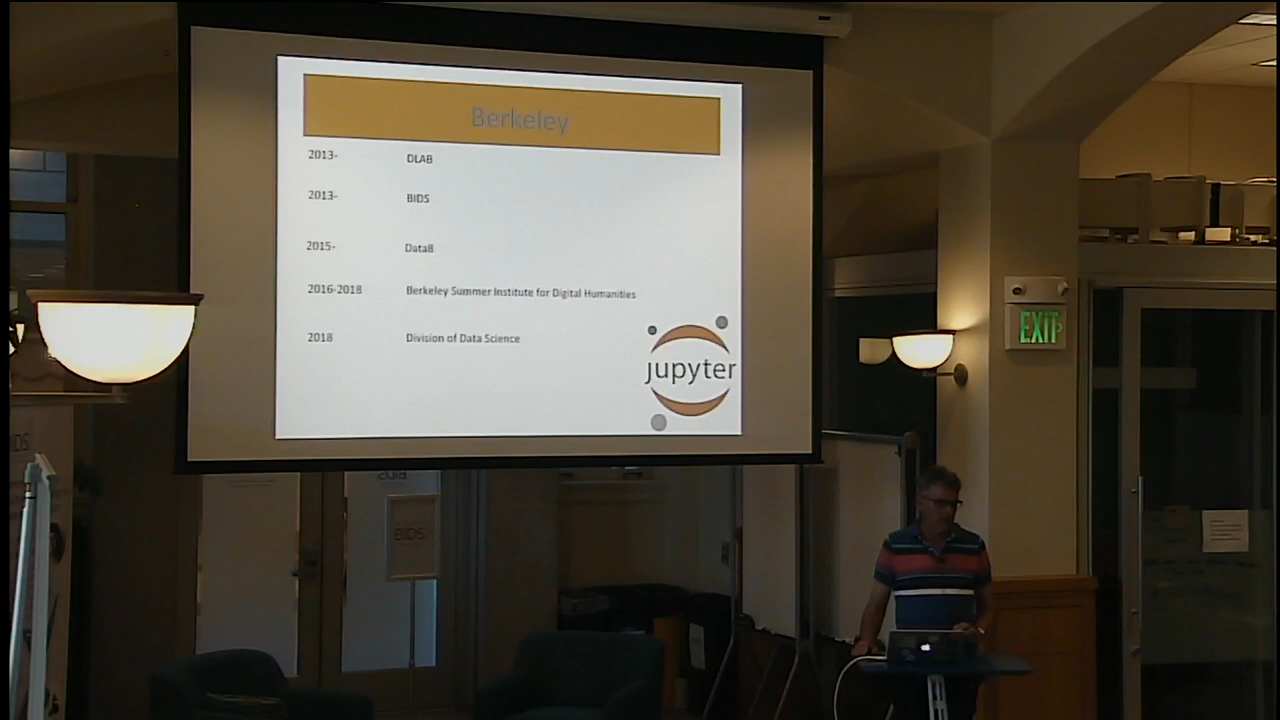 Berkeley
2013- DLAB
2013- BIDS
2015- Data8
2016-2018 Berkeley Summer Institute for Digital Humanities
2018 Division of Data Science
jupyter
EXIT
BIDS